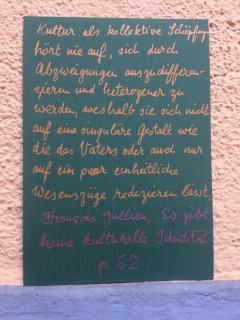 Kultur als kollektive Schöpfung
hört nie auf, sich durch
Abzweigungen auszudifferen-
zieren und heterogener zu
werden, weshalb sie sich nicht
auf eine singuläre Gestalt wie
die des Vaters oder auch nur
auf ein paar einheitliche
Wesenszüge reduzieren lässt
François Jullien, Es gibt
keine kulturelle Identität
p. 62